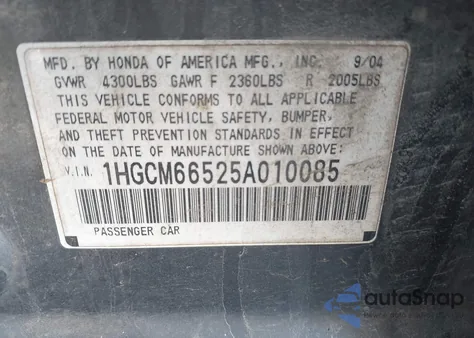 MFD. BY HONDA OF AMERICA MFG., INC. 9/04
GVWR 4300LBS GAWR F 2360LBS R 2005LBS
THIS VEHICLE CONFORMS TO ALL APPLICABLE
FEDERAL MOTOR VEHICLE SAFETY, BUMPER,
AND THEFT PREVENTION STANDARDS IN EFFECT
ON THE DATE OF MANUFACTURE SHOWN ABOVE.
V.I.N. 1HGCM66525A010085
PASSENGER CAR
autoSnap